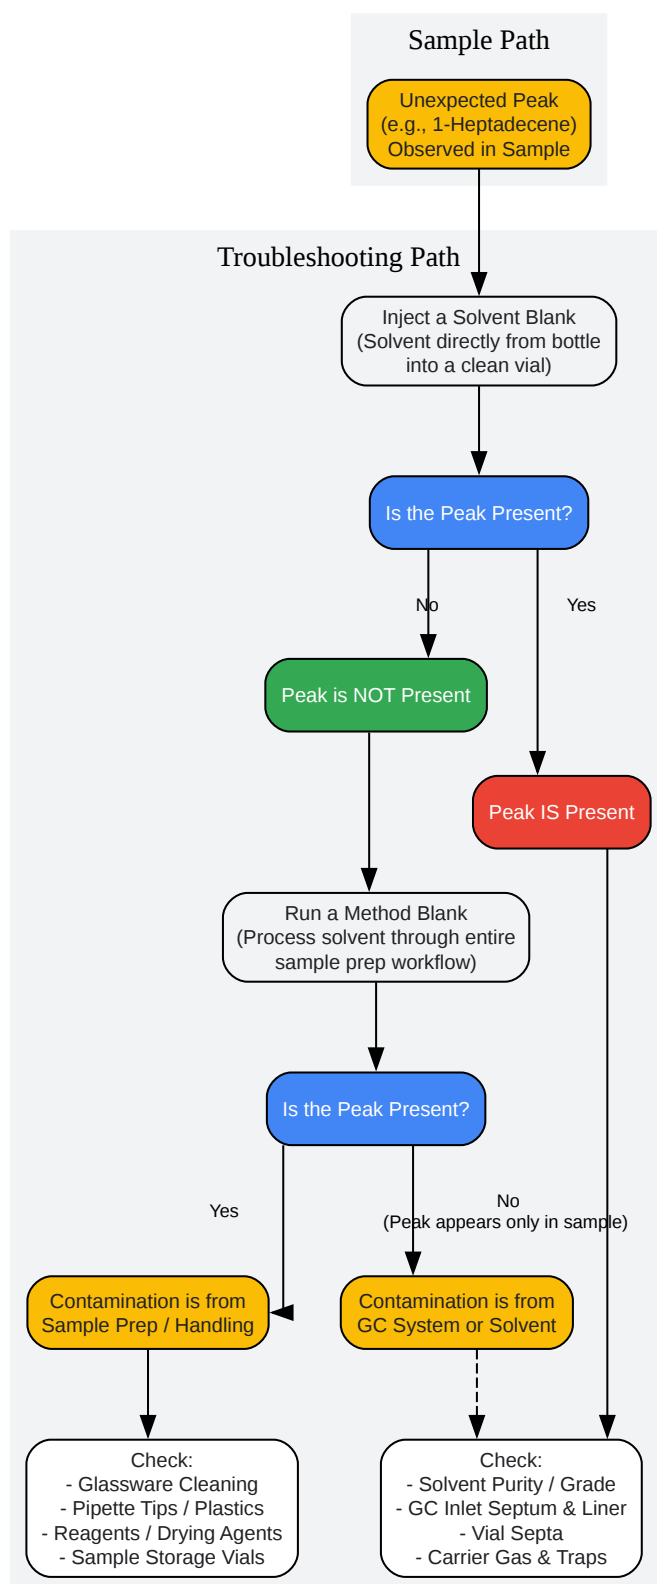 Sample Path
Unexpected Peak
(e.g., 1-Heptadecene)
Observed in Sample
Troubleshooting Path
Inject a Solvent Blank
(Solvent directly from bottle
into a clean vial)
Is the Peak Present?
No
Yes
Peak is NOT Present
Peak IS Present
Run a Method Blank
(Process solvent through entire
sample prep workflow)
Is the Peak Present?
Yes
No
(Peak appears only in sample)
Contamination is from
Sample Prep / Handling
Contamination is from
GC System or Solvent
Check:
- Glassware Cleaning
- Pipette Tips / Plastics
- Reagents / Drying Agents
- Sample Storage Vials
Check:
- Solvent Purity / Grade
- GC Inlet Septum & Liner
- Vial Septa
- Carrier Gas & Traps